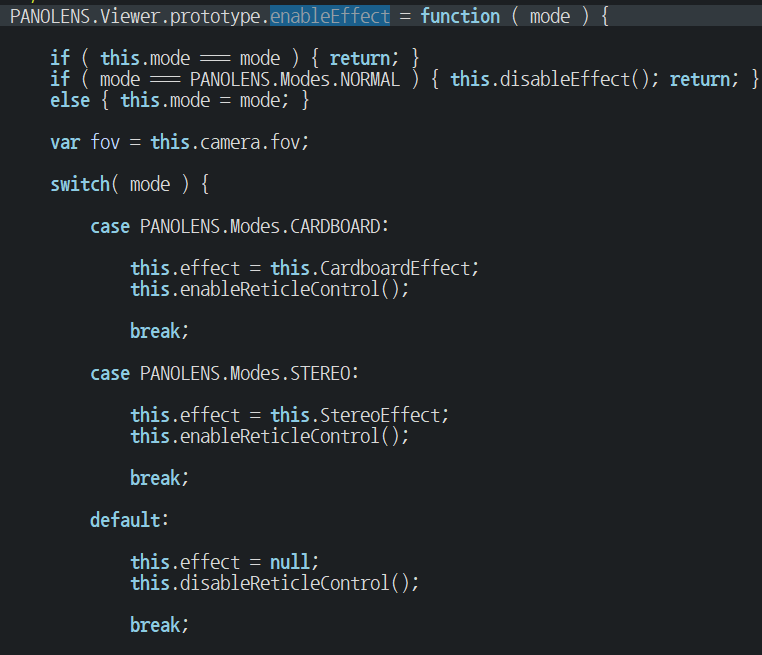 PANOLENS.Viewer.prototype.enableEffect = function ( mode ) {
if ( this.mode === mode ) { return; }
if ( mode === PANOLENS.Modes.NORMAL ) { this.disableEffect(); return; }
else { this.mode = mode; }
var fov = this.camera.fov;
switch( mode ) {
case PANOLENS.Modes.CARDBOARD:
this.effect = this.CardboardEffect;
this.enableReticleControl();
break;
case PANOLENS.Modes.STEREO:
this.effect = this.StereoEffect;
this.enableReticleControl();
break;
default:
this.effect = null;
this.disableReticleControl();
break;